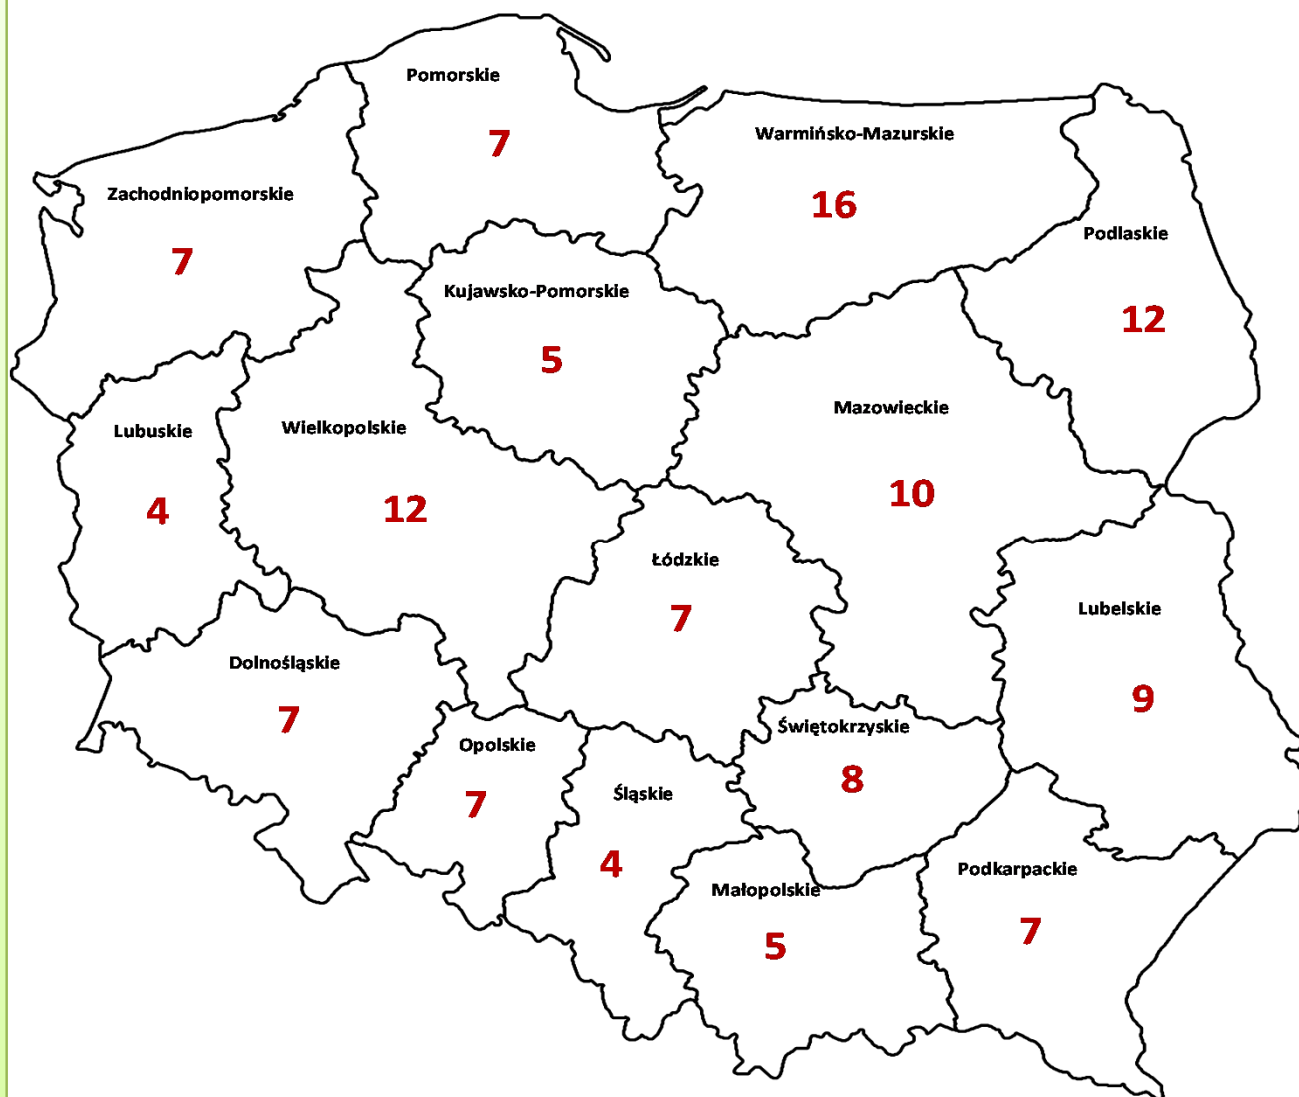 Pomorskie
7
Warmińsko-Mazurskie
16
Zachodniopomorskie
7
Podlaskie
12
Kujawsko-Pomorskie
5
Mazowieckie
10
Lubuskie
4
Wielkopolskie
12
Łódzkie
7
Lubelskie
9
Dolnośląskie
7
Opolskie
7
Śląskie
4
Świętokrzyskie
8
Małopolskie
5
Podkarpackie
7